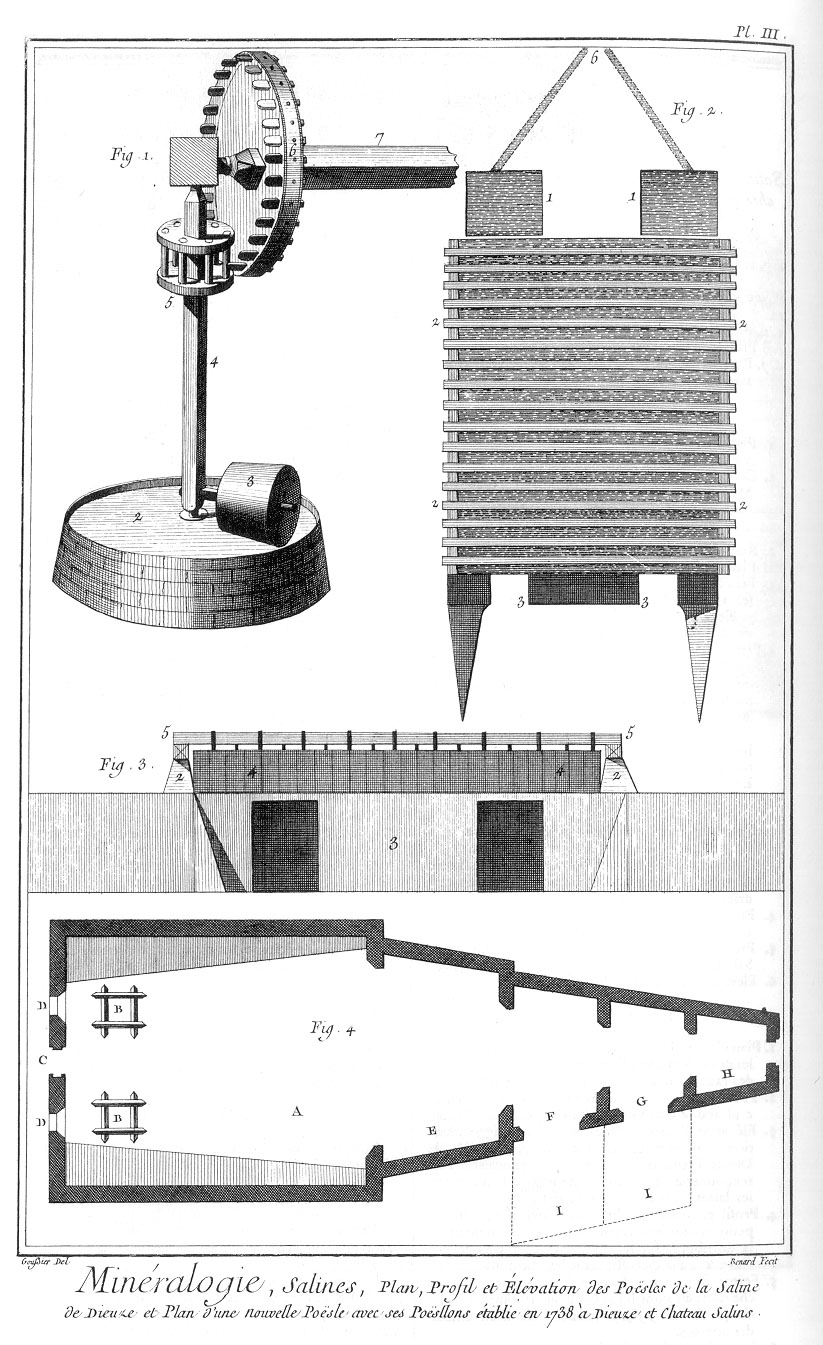 Pl. III.
Fig. 1.
7
6
5
4
3
2
6
Fig. 2.
1 1
2 2
2 2
3 3
Fig. 3.
5 5
2 4 4 2
3
Fig. 4
D B
C
D B
A
E
F
G
H
I I
Goussier Del. Benard Fecit
Minéralogie, Salines, Plan, Profil et Élévation des Poësles de la Saline
de Dieuze et Plan d'une nouvelle Poësle avec ses Poësllons établie en 1738 à Dieuze et Chateau Salins.